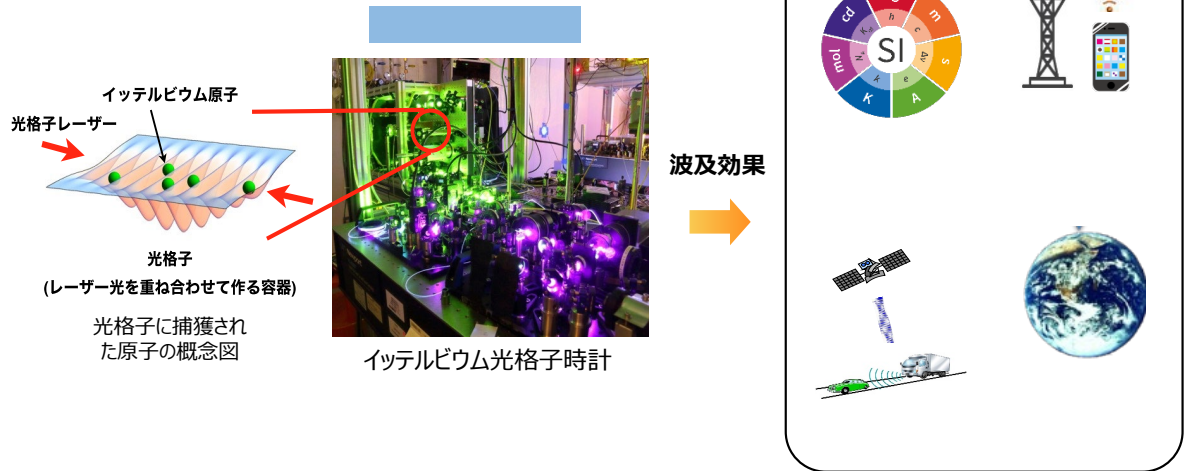 イッテルビウム原子
光格子レーザー
光格子
(レーザー光を重ね合わせて作る容器)
光格子に捕獲され
た原子の概念図
イッテルビウム光格子時計
波及効果
SI
cd
m
s
A
K
mol
h
c
Δν
e
k